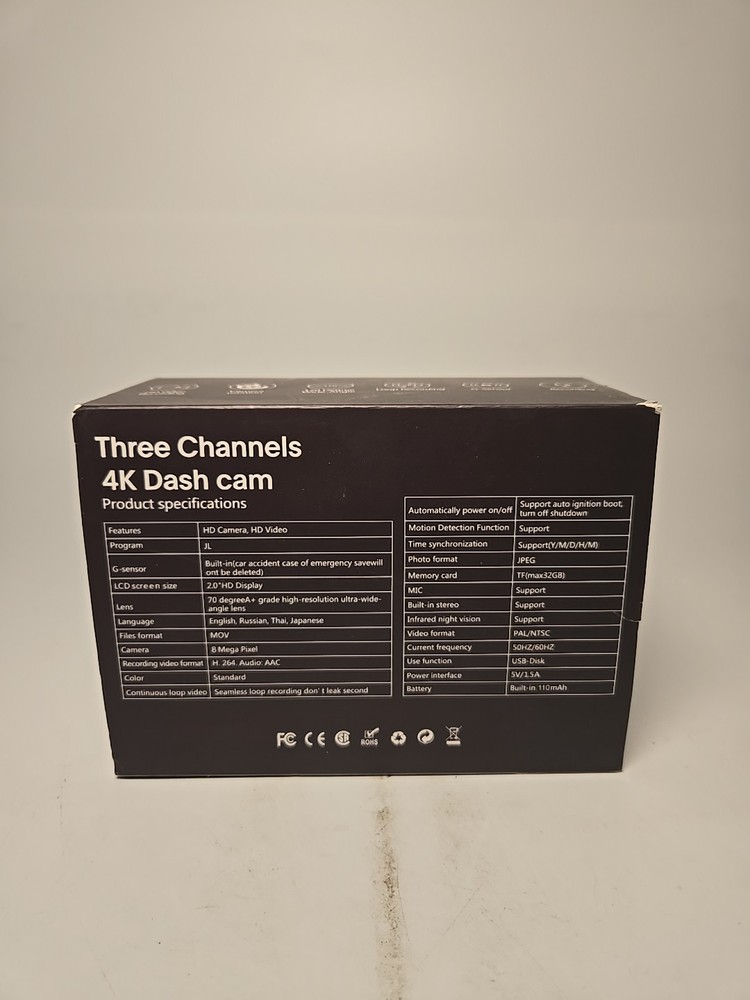 Three Channels
4K Dash cam
Product specifications
Features HD Camera, HD Video
Program JL
G-sensor Built-in(car accident case of emergency savewill
ont be deleted)
LCD screen size 2.0"HD Display
Lens 70 degreeA+ grade high-resolution ultra-wide-
angle lens
Language English, Russian, Thai, Japanese
Files format MOV
Camera 8 Mega Pixel
Recording video format H. 264. Audio: AAC
Color Standard
Continuous loop video Seamless loop recording don' t leak second
Automatically power on/off Support auto ignition boot,
turn off shutdown
Motion Detection Function Support
Time synchronization Support(Y/M/D/H/M)
Photo format JPEG
Memory card TF(max32GB)
MIC Support
Built-in stereo Support
Infrared night vision Support
Video format PAL/NTSC
Current frequency 50HZ/60HZ
Use function USB-Disk
Power interface 5V/1.5A
Battery Built-in 110mAh
FC CE ROHS